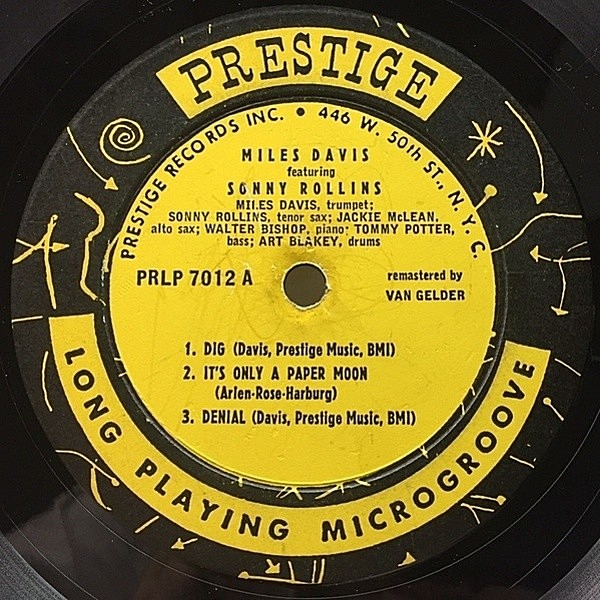 PRESTIGE
PRESTIGE RECORDS INC. • 446 W. 50th ST., N. Y. C.
MILES DAVIS
featuring
SONNY ROLLINS
MILES DAVIS, trumpet;
SONNY ROLLINS, tenor sax; JACKIE McLEAN,
alto sax; WALTER BISHOP, piano; TOMMY POTTER,
bass; ART BLAKEY, drums
PRLP 7012 A
remastered by
VAN GELDER
1. DIG (Davis, Prestige Music, BMI)
2. IT'S ONLY A PAPER MOON
(Arlen-Rose-Harburg)
3. DENIAL (Davis, Prestige Music, BMI)
LONG PLAYING MICROGROOVE